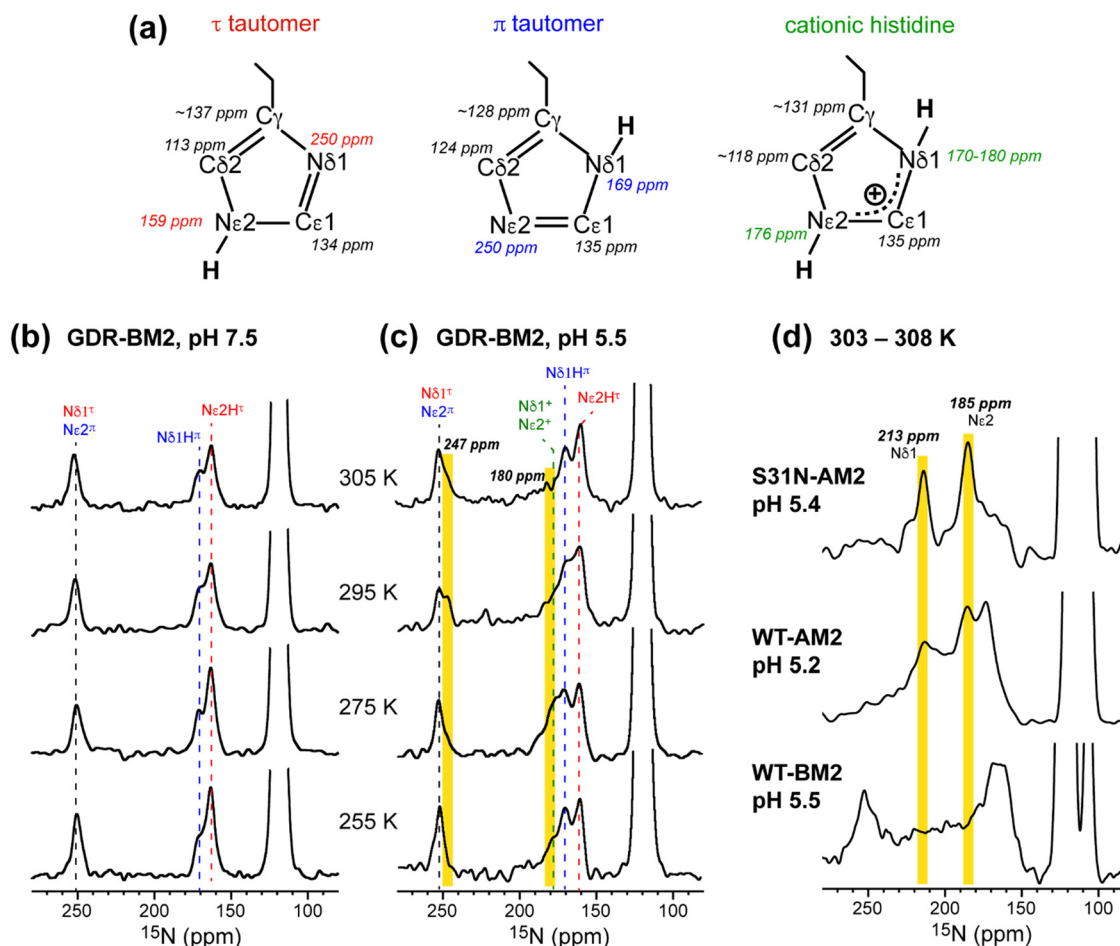 (a)
τ tautomer
π tautomer
cationic histidine
~137 ppm
Cγ
113 ppm
Cδ2
250 ppm
Nδ1
159 ppm
Nε2
Cε1
134 ppm
H
~128 ppm
Cγ
H
124 ppm
Cδ2
Nδ1
169 ppm
Nε2
Cε1
250 ppm
135 ppm
~131 ppm
Cγ
H
~118 ppm
Cδ2
Nδ1
170-180 ppm
+
Nε2
Cε1
176 ppm
135 ppm
H
(b) GDR-BM2, pH 7.5
Nδ1τ
Nε2π
Nδ1Hπ
Nε2Hτ
250 200 150 100
15N (ppm)
(c) GDR-BM2, pH 5.5
Nδ1τ
Nε2π
247 ppm
Nδ1+
Nε2+
180 ppm
Nδ1Hπ
Nε2Hτ
305 K
295 K
275 K
255 K
250 200 150 100
15N (ppm)
(d) 303 – 308 K
213 ppm
Nδ1
185 ppm
Nε2
S31N-AM2
pH 5.4
WT-AM2
pH 5.2
WT-BM2
pH 5.5
250 200 150 100
15N (ppm)